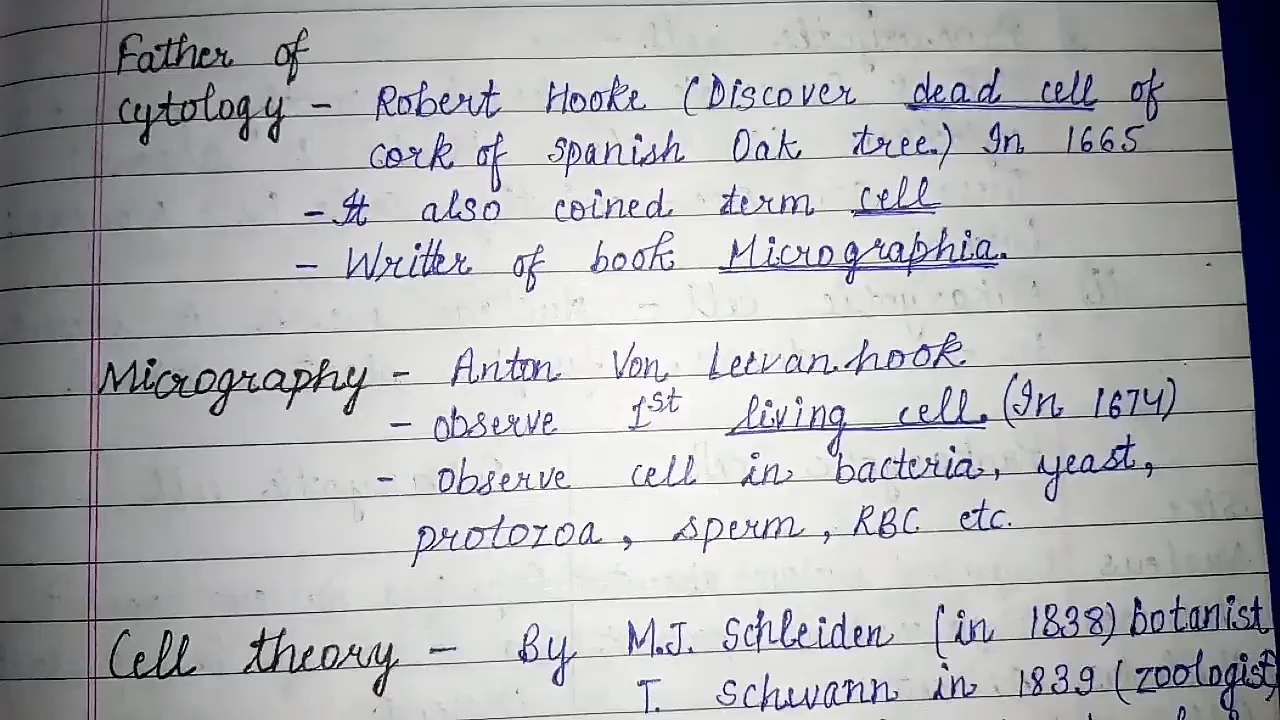 Father of
cytology - Robert Hooke (Discover dead cell of
cork of spanish Oak tree.) In 1665
- It also coined term cell
- Writter of book Micrographia.
Micrography - Anton Von Leevanhook
- observe 1st living cell. (In 1674)
- observe cell in bacteria, yeast,
protozoa, sperm, RBC etc.
Cell theory - By M.J. Schleiden (in 1838) botanist
T. Schwann in 1839 (zoologist)